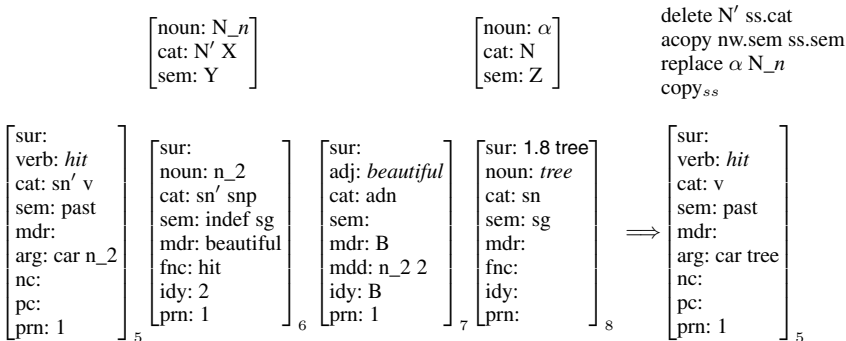 [noun: N_n
cat: N′ X
sem: Y]
[noun: α
cat: N
sem: Z]
delete N′ ss.cat
acopy nw.sem ss.sem
replace α N_n
copy_ss
[sur:
verb: hit
cat: sn′ v
sem: past
mdr:
arg: car n_2
nc:
pc:
prn: 1] 5
[sur:
noun: n_2
cat: sn′ snp
sem: indef sg
mdr: beautiful
fnc: hit
idy: 2
prn: 1] 6
[sur:
adj: beautiful
cat: adn
sem:
mdr: B
mdd: n_2 2
idy: B
prn: 1] 7
[sur: 1.8 tree
noun: tree
cat: sn
sem: sg
mdr:
fnc:
idy:
prn:] 8
⟹
[sur:
verb: hit
cat: v
sem: past
mdr:
arg: car tree
nc:
pc:
prn: 1] 5